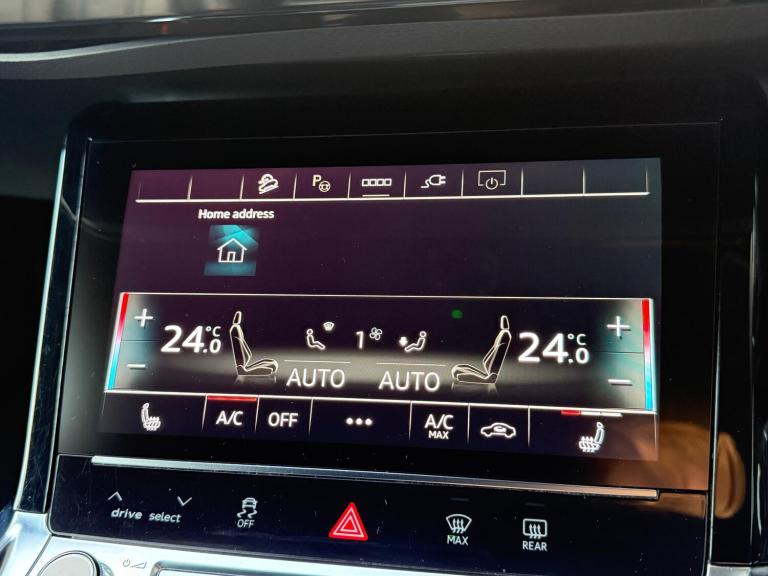 P
Home address
+
24.0 °C
1
24.0 °C
+
−
AUTO
AUTO
−
A/C
OFF
•••
A/C
MAX
drive select
OFF
MAX
REAR